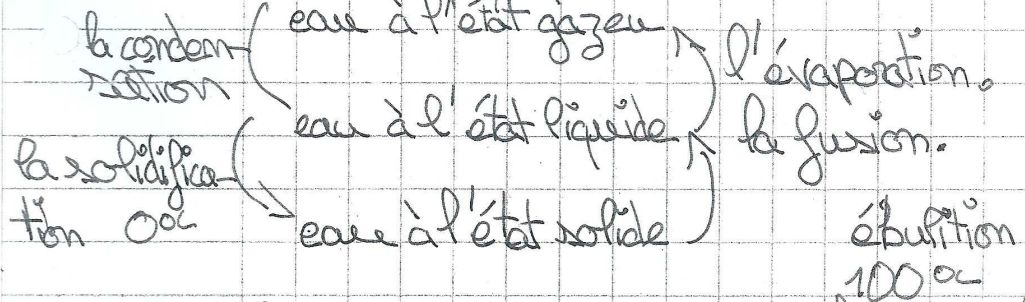 eau à l'état gazeu
la conden-
sation
l'évaporation.
eau à l'état liquide
la fusion.
la solidifica-
tion 0°c
eau à l'état solide
ébulition
100°c